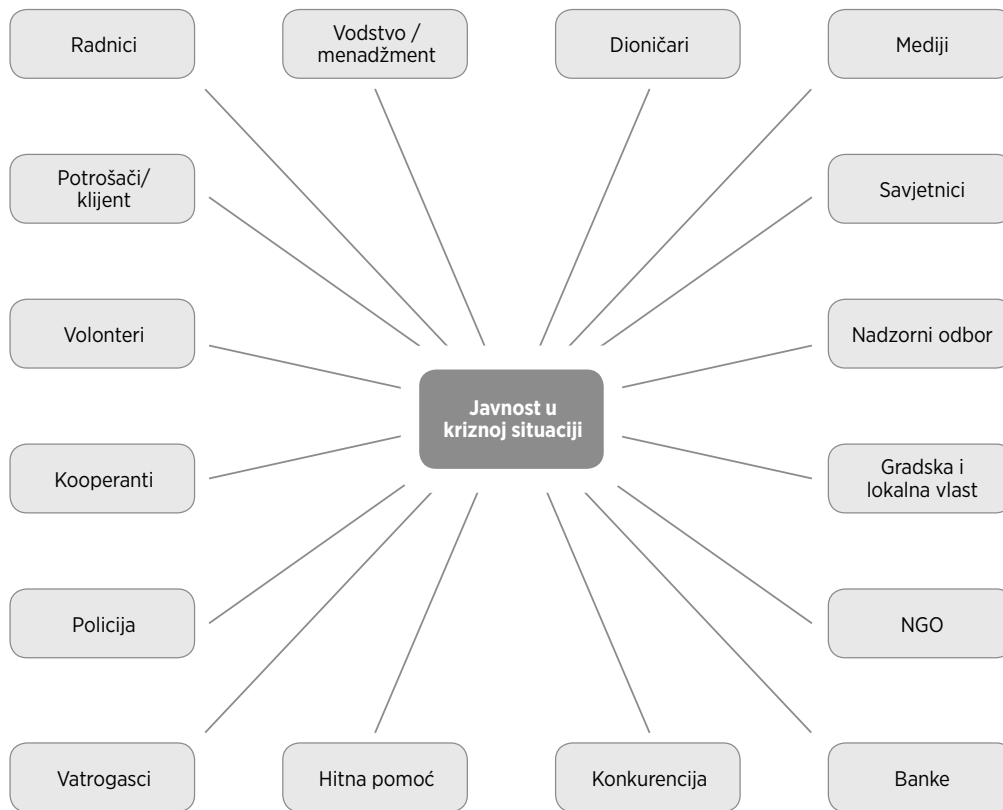 Radnici
Vodstvo /
menadžment
Dioničari
Mediji
Potrošači/
klijent
Savjetnici
Volonteri
Nadzorni odbor
Javnost u
kriznoj situaciji
Kooperanti
Gradska i
lokalna vlast
Policija
NGO
Vatrogasci
Hitna pomoć
Konkurencija
Banke